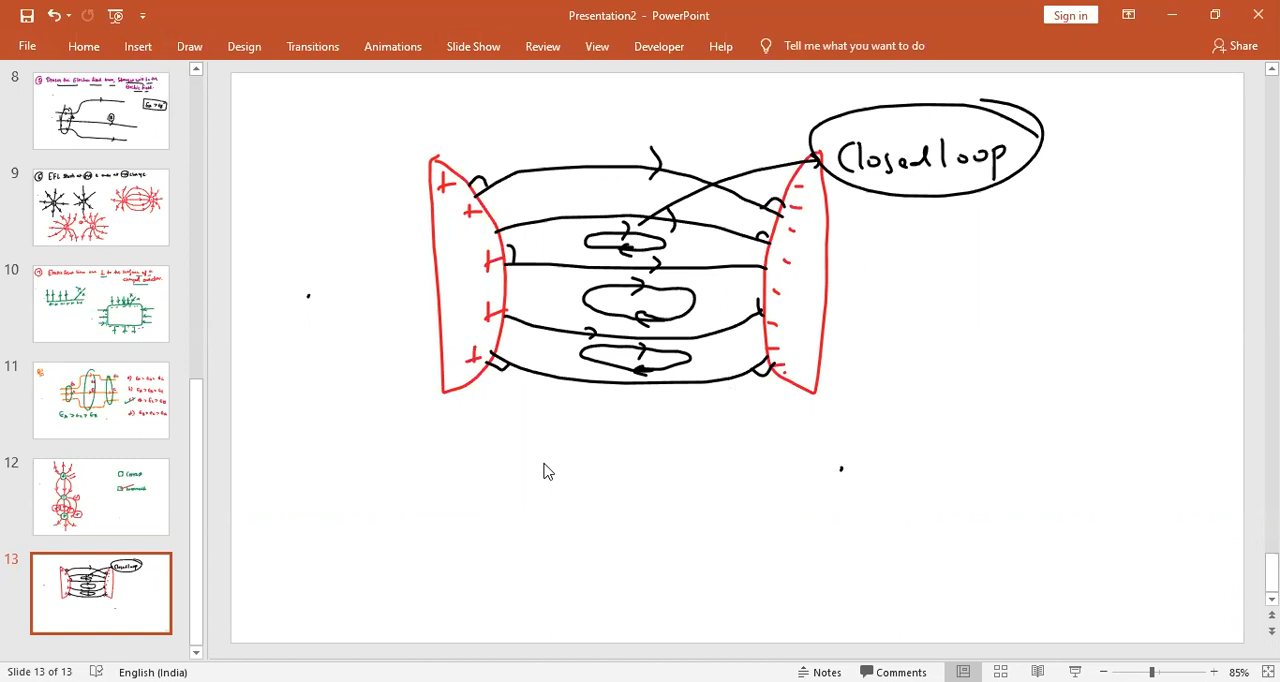 Presentation2 - PowerPoint
Sign in
File Home Insert Draw Design Transitions Animations Slide Show Review View Developer Help Tell me what you want to do Share
8
9
10
11
12
13
Closed loop
Closed loop
Slide 13 of 13 English (India) Notes Comments 85%